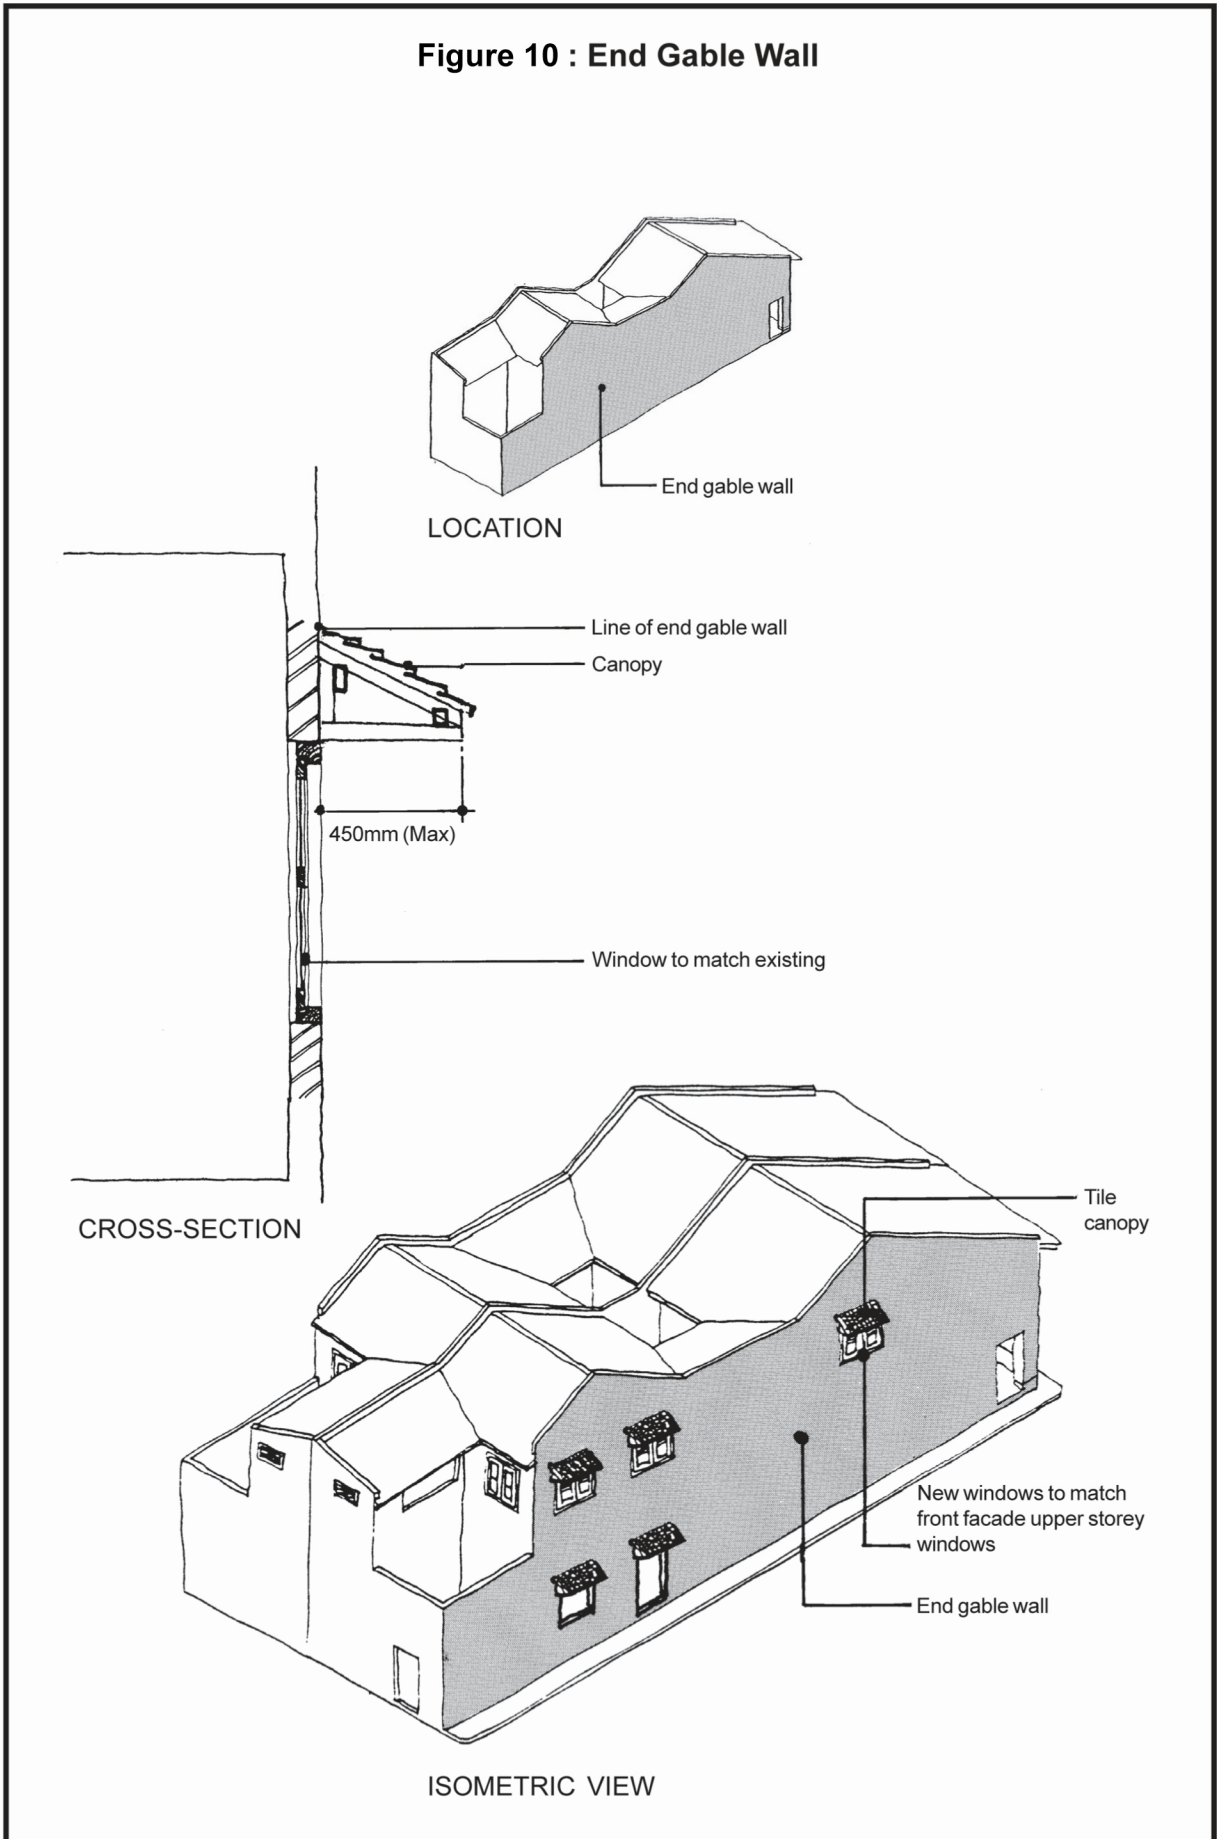 Figure 10 : End Gable Wall
End gable wall
LOCATION
Line of end gable wall
Canopy
450mm (Max)
Window to match existing
CROSS-SECTION
Tile
canopy
New windows to match
front facade upper storey
windows
End gable wall
ISOMETRIC VIEW